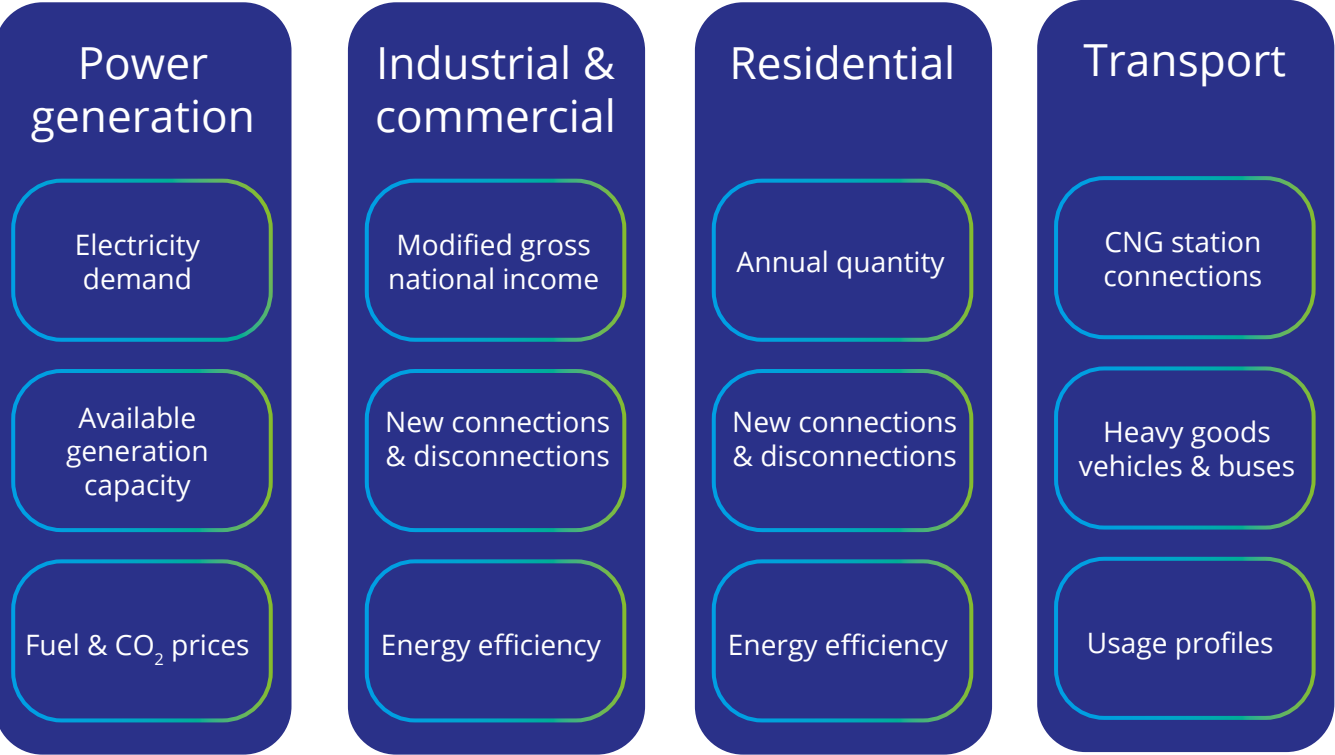 Power
generation
Electricity
demand
Available
generation
capacity
Fuel & CO₂ prices
Industrial &
commercial
Modified gross
national income
New connections
& disconnections
Energy efficiency
Residential
Annual quantity
New connections
& disconnections
Energy efficiency
Transport
CNG station
connections
Heavy goods
vehicles & buses
Usage profiles